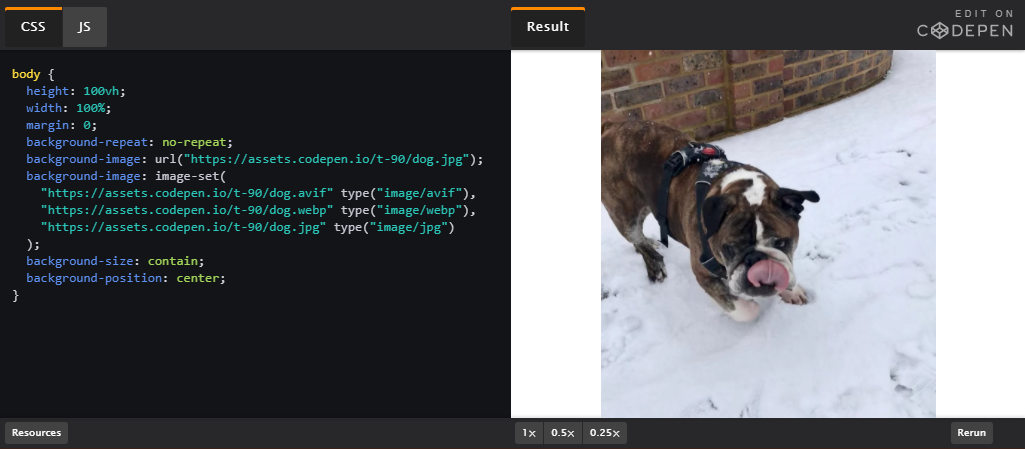 CSS
JS
body {
height: 100vh;
width: 100%;
margin: 0;
background-repeat: no-repeat;
background-image: url("https://assets.codepen.io/t-90/dog.jpg");
background-image: image-set(
"https://assets.codepen.io/t-90/dog.avif" type("image/avif"),
"https://assets.codepen.io/t-90/dog.webp" type("image/webp"),
"https://assets.codepen.io/t-90/dog.jpg" type("image/jpg")
);
background-size: contain;
background-position: center;
}
Resources
Result
EDIT ON
CODEPEN
1x
0.5x
0.25x
Rerun